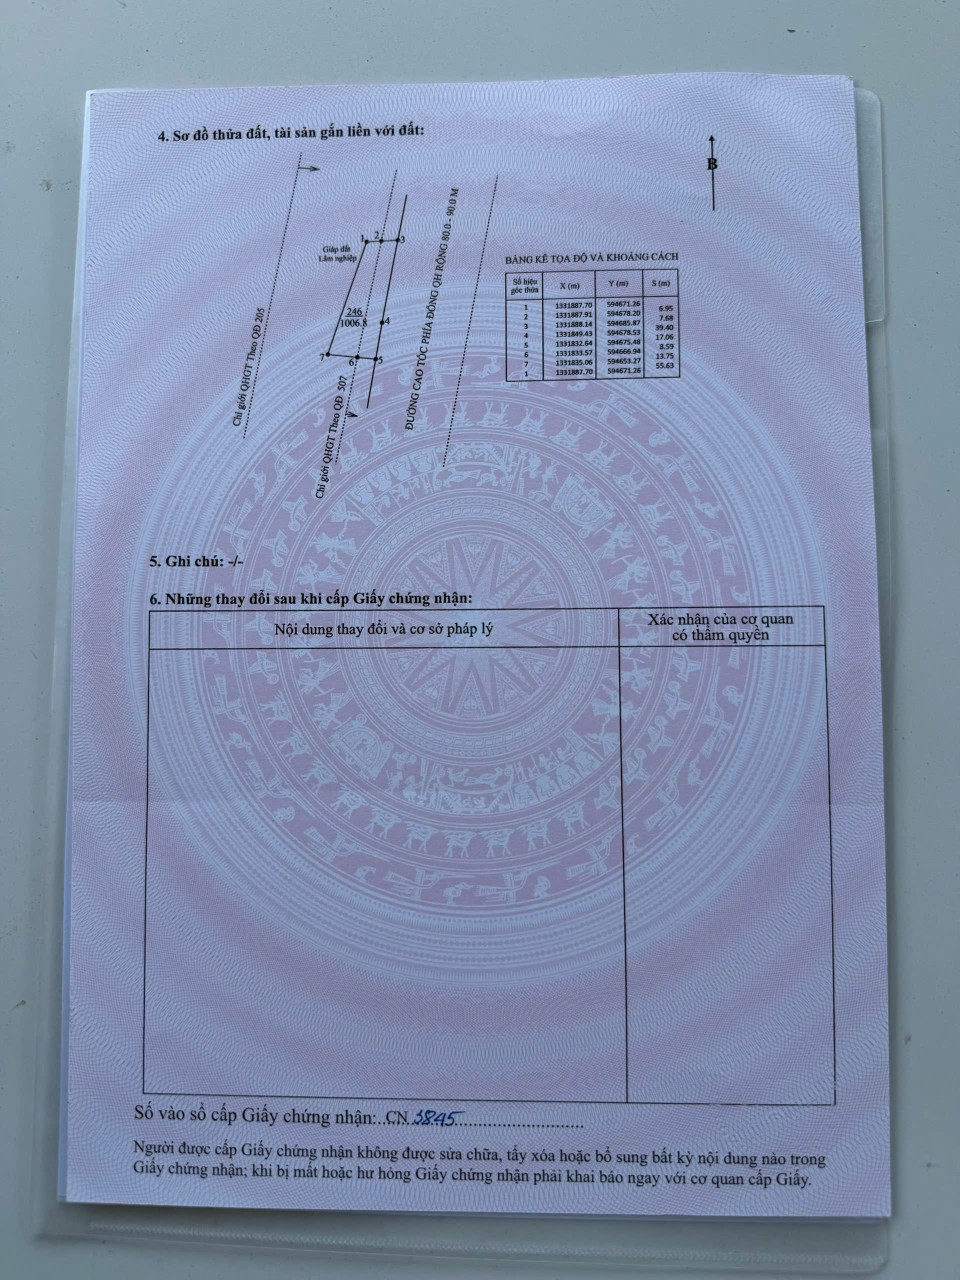 4. Sơ đồ thửa đất, tài sản gắn liền với đất:
B
Giáp đất
Lâm nghiệp
1
2
3
246
1006.8
4
7
6
5
Chỉ giới QHGT Theo QĐ 205
Chỉ giới QHGT Theo QĐ 507
ĐƯỜNG CAO TỐC PHÍA ĐÔNG QH RỘNG 80.0 - 90.0 M
BẢNG KÊ TỌA ĐỘ VÀ KHOẢNG CÁCH
Số hiệu góc thửa X (m) Y (m) S (m)
1 1331887.70 594671.26
6.95
2 1331887.91 594678.20
7.68
3 1331888.14 594685.87
39.40
4 1331849.43 594678.53
17.06
5 1331832.64 594675.48
8.59
6 1331833.57 594666.94
13.75
7 1331835.06 594653.27
55.63
1 1331887.70 594671.26
5. Ghi chú: -/-
6. Những thay đổi sau khi cấp Giấy chứng nhận:
Nội dung thay đổi và cơ sở pháp lý
Xác nhận của cơ quan
có thẩm quyền
Số vào sổ cấp Giấy chứng nhận:..CN.3845............................
Người được cấp Giấy chứng nhận không được sửa chữa, tẩy xóa hoặc bổ sung bất kỳ nội dung nào trong
Giấy chứng nhận; khi bị mất hoặc hư hỏng Giấy chứng nhận phải khai báo ngay với cơ quan cấp Giấy.